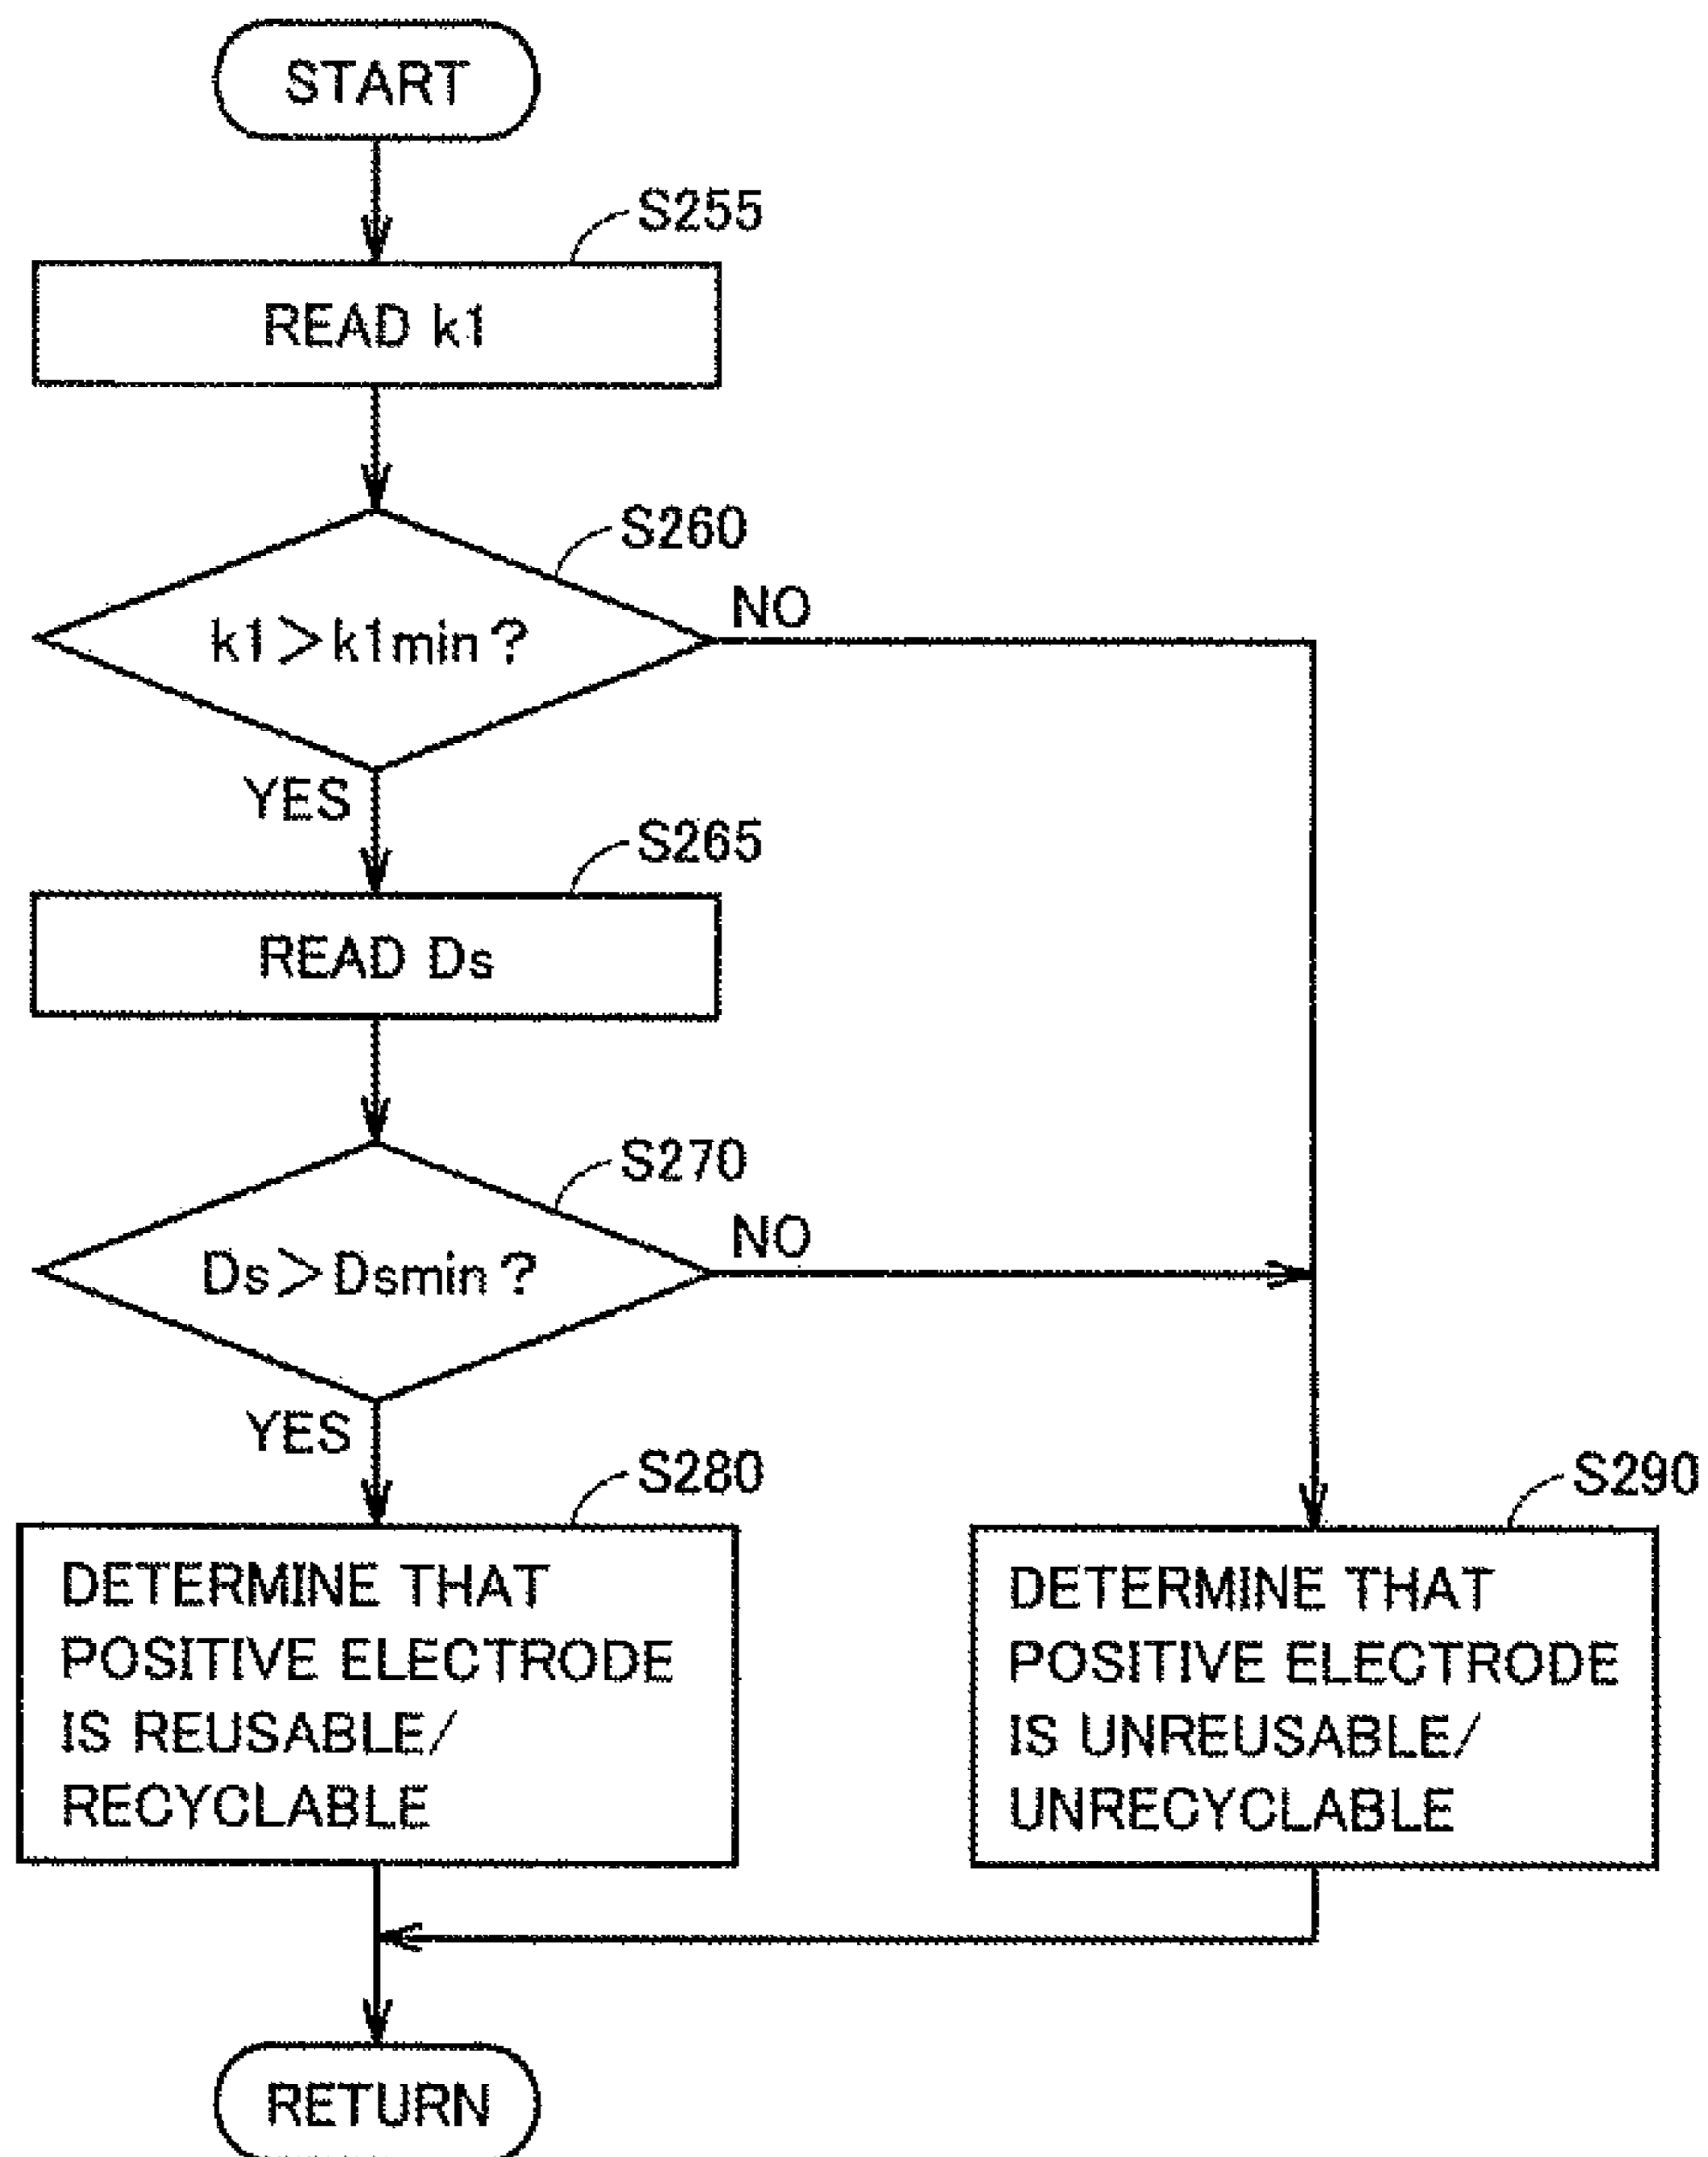 START
S255
READ k1
S260
k1>k1min?
NO
YES
S265
READ Ds
S270
Ds>Dsmin?
NO
YES
S280
DETERMINE THAT
POSITIVE ELECTRODE
IS REUSABLE/
RECYCLABLE
S290
DETERMINE THAT
POSITIVE ELECTRODE
IS UNREUSABLE/
UNRECYCLABLE
RETURN